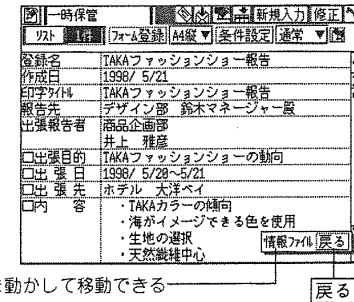 一時保管 新規入力 修正
リスト 1件 フォーム登録 A4縦▼ 条件設定 通常 ▼
登録名 TAKAファッションショー報告
作成日 1998/ 5/21
印字タイトル TAKAファッションショー報告
報告先 デザイン部 鈴木マネージャー殿
出張報告者 商品企画部
井上 雅彦
□出張目的 TAKAファッションショーの動向
□出 張 日 1998/ 5/20〜5/21
□出 張 先 ホテル 大洋ベイ
□内 容 ・TAKAカラーの傾向
・海がイメージできる色を使用
・生地の選択
・天然繊維中心
情報ファイル 戻る
動かして移動できる
戻る